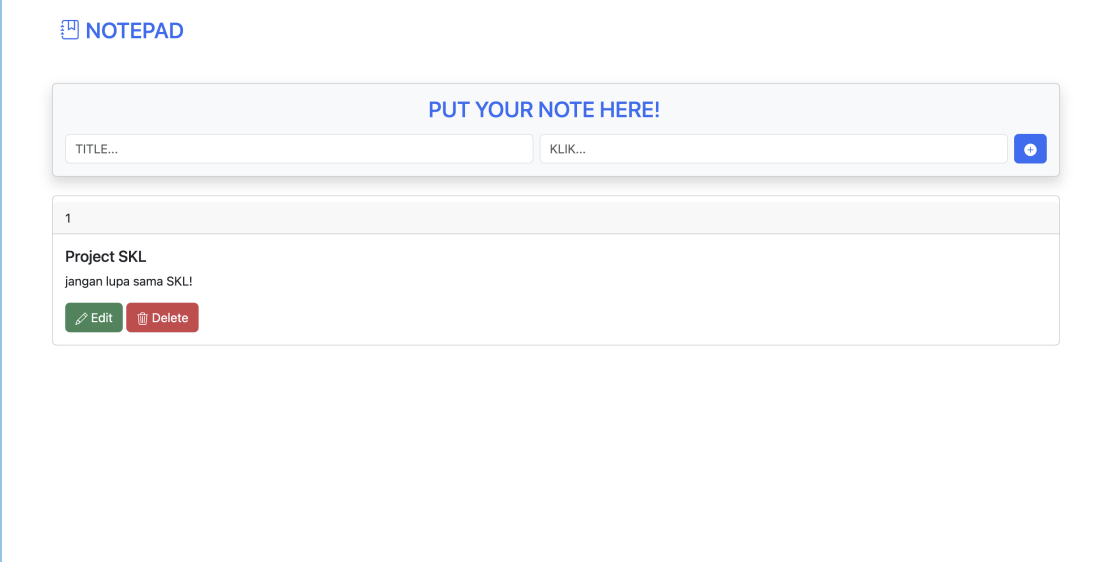 NOTEPAD
PUT YOUR NOTE HERE!
TITLE...
KLIK...
1
Project SKL
jangan lupa sama SKL!
Edit
Delete